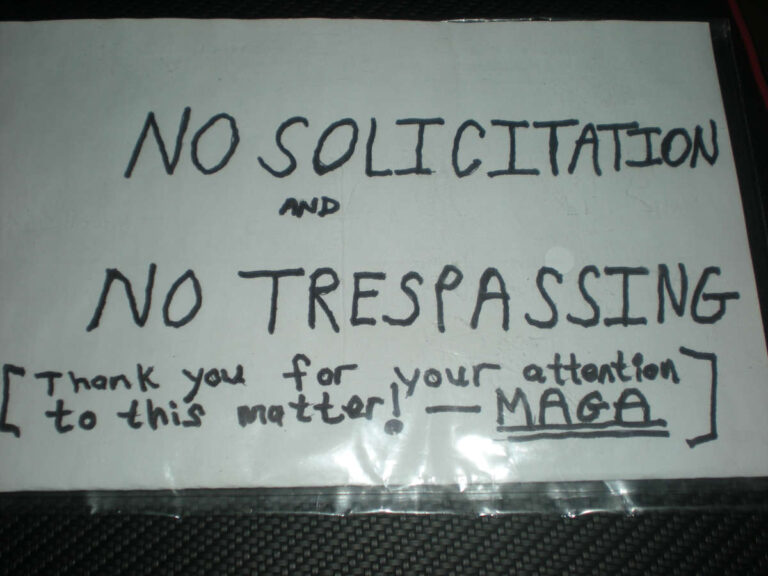 NO SOLICITATION
AND
NO TRESPASSING
[Thank you for your attention
to this matter! — MAGA]